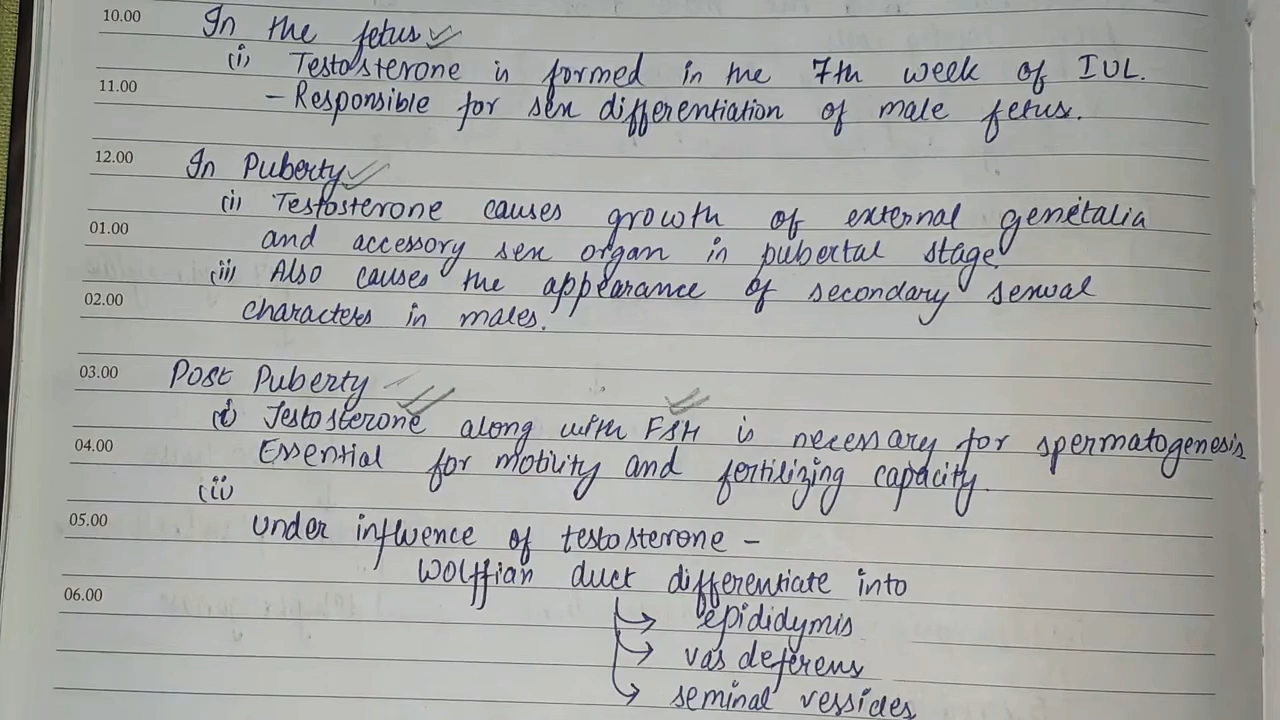 10.00 In the fetus
(i) Testosterone is formed in the 7th week of IUL.
11.00 - Responsible for sex differentiation of male fetus.
12.00 In Puberty
(i) Testosterone causes growth of external genetalia
01.00 and accessory sex organ in pubertal stage
(ii) Also causes the appearance of secondary sexual
02.00 characters in males.
03.00 Post Puberty
(i) Testosterone along with FSH is necessary for spermatogenesis
04.00 Essential for motility and fertilizing capacity.
(ii)
05.00 under influence of testosterone -
Wolffian duct differentiate into
06.00 epididymis
vas deferens
seminal vessicles